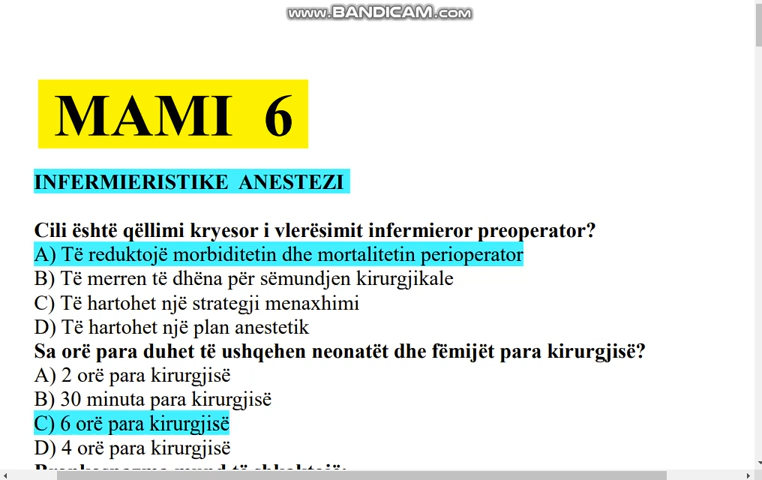 www.BANDICAM.com
MAMI 6
INFERMIERISTIKE ANESTEZI
Cili është qëllimi kryesor i vlerësimit infermieror preoperator?
A) Të reduktojë morbiditetin dhe mortalitetin perioperator
B) Të merren të dhëna për sëmundjen kirurgjikale
C) Të hartohet një strategji menaxhimi
D) Të hartohet një plan anestetik
Sa orë para duhet të ushqehen neonatët dhe fëmijët para kirurgjisë?
A) 2 orë para kirurgjisë
B) 30 minuta para kirurgjisë
C) 6 orë para kirurgjisë
D) 4 orë para kirurgjisë